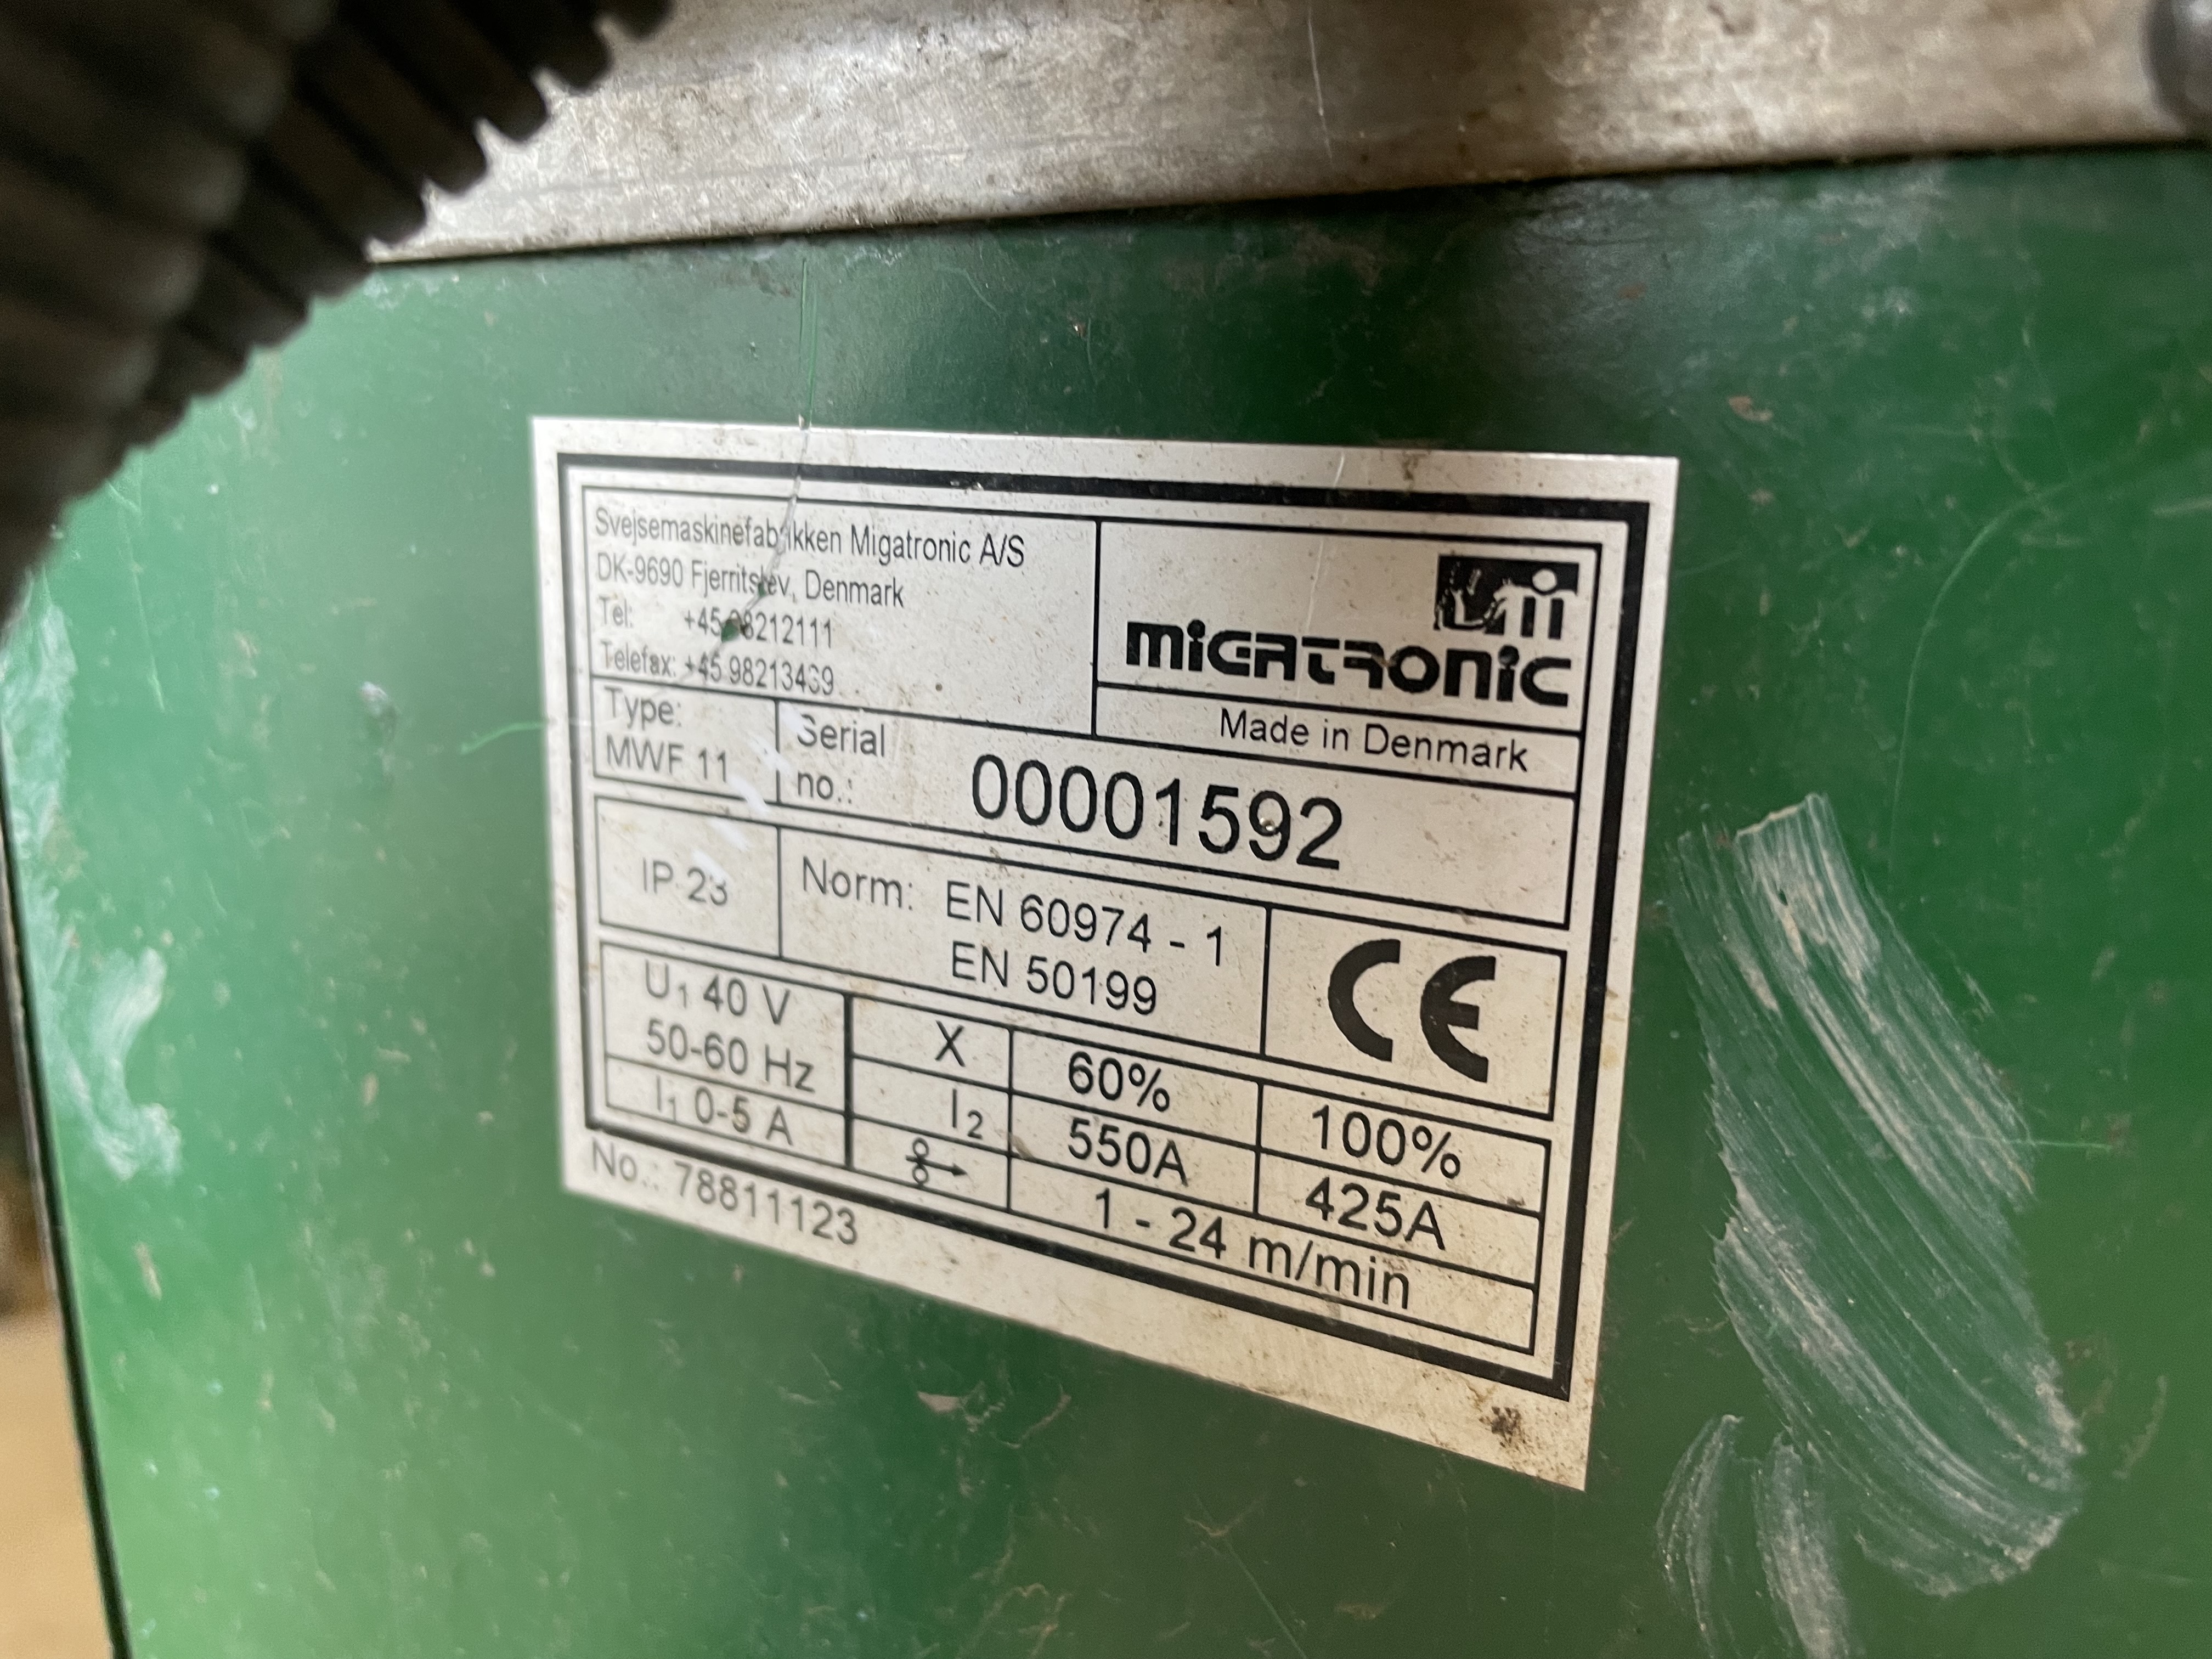 Svejsemaskinefabrikken Migatronic A/S
DK-9690 Fjerritslev, Denmark
Tel: +45 98212111
Telefax: +45 98213469
migatronic
Made in Denmark
Type:
MWF 11
Serial
no.: 00001592
IP 23
Norm: EN 60974 - 1
EN 50199
CE
U₁ 40 V
50-60 Hz
I₁ 0-5 A
X 60% 100%
I₂ 550A 425A
1 - 24 m/min
No.: 78811123